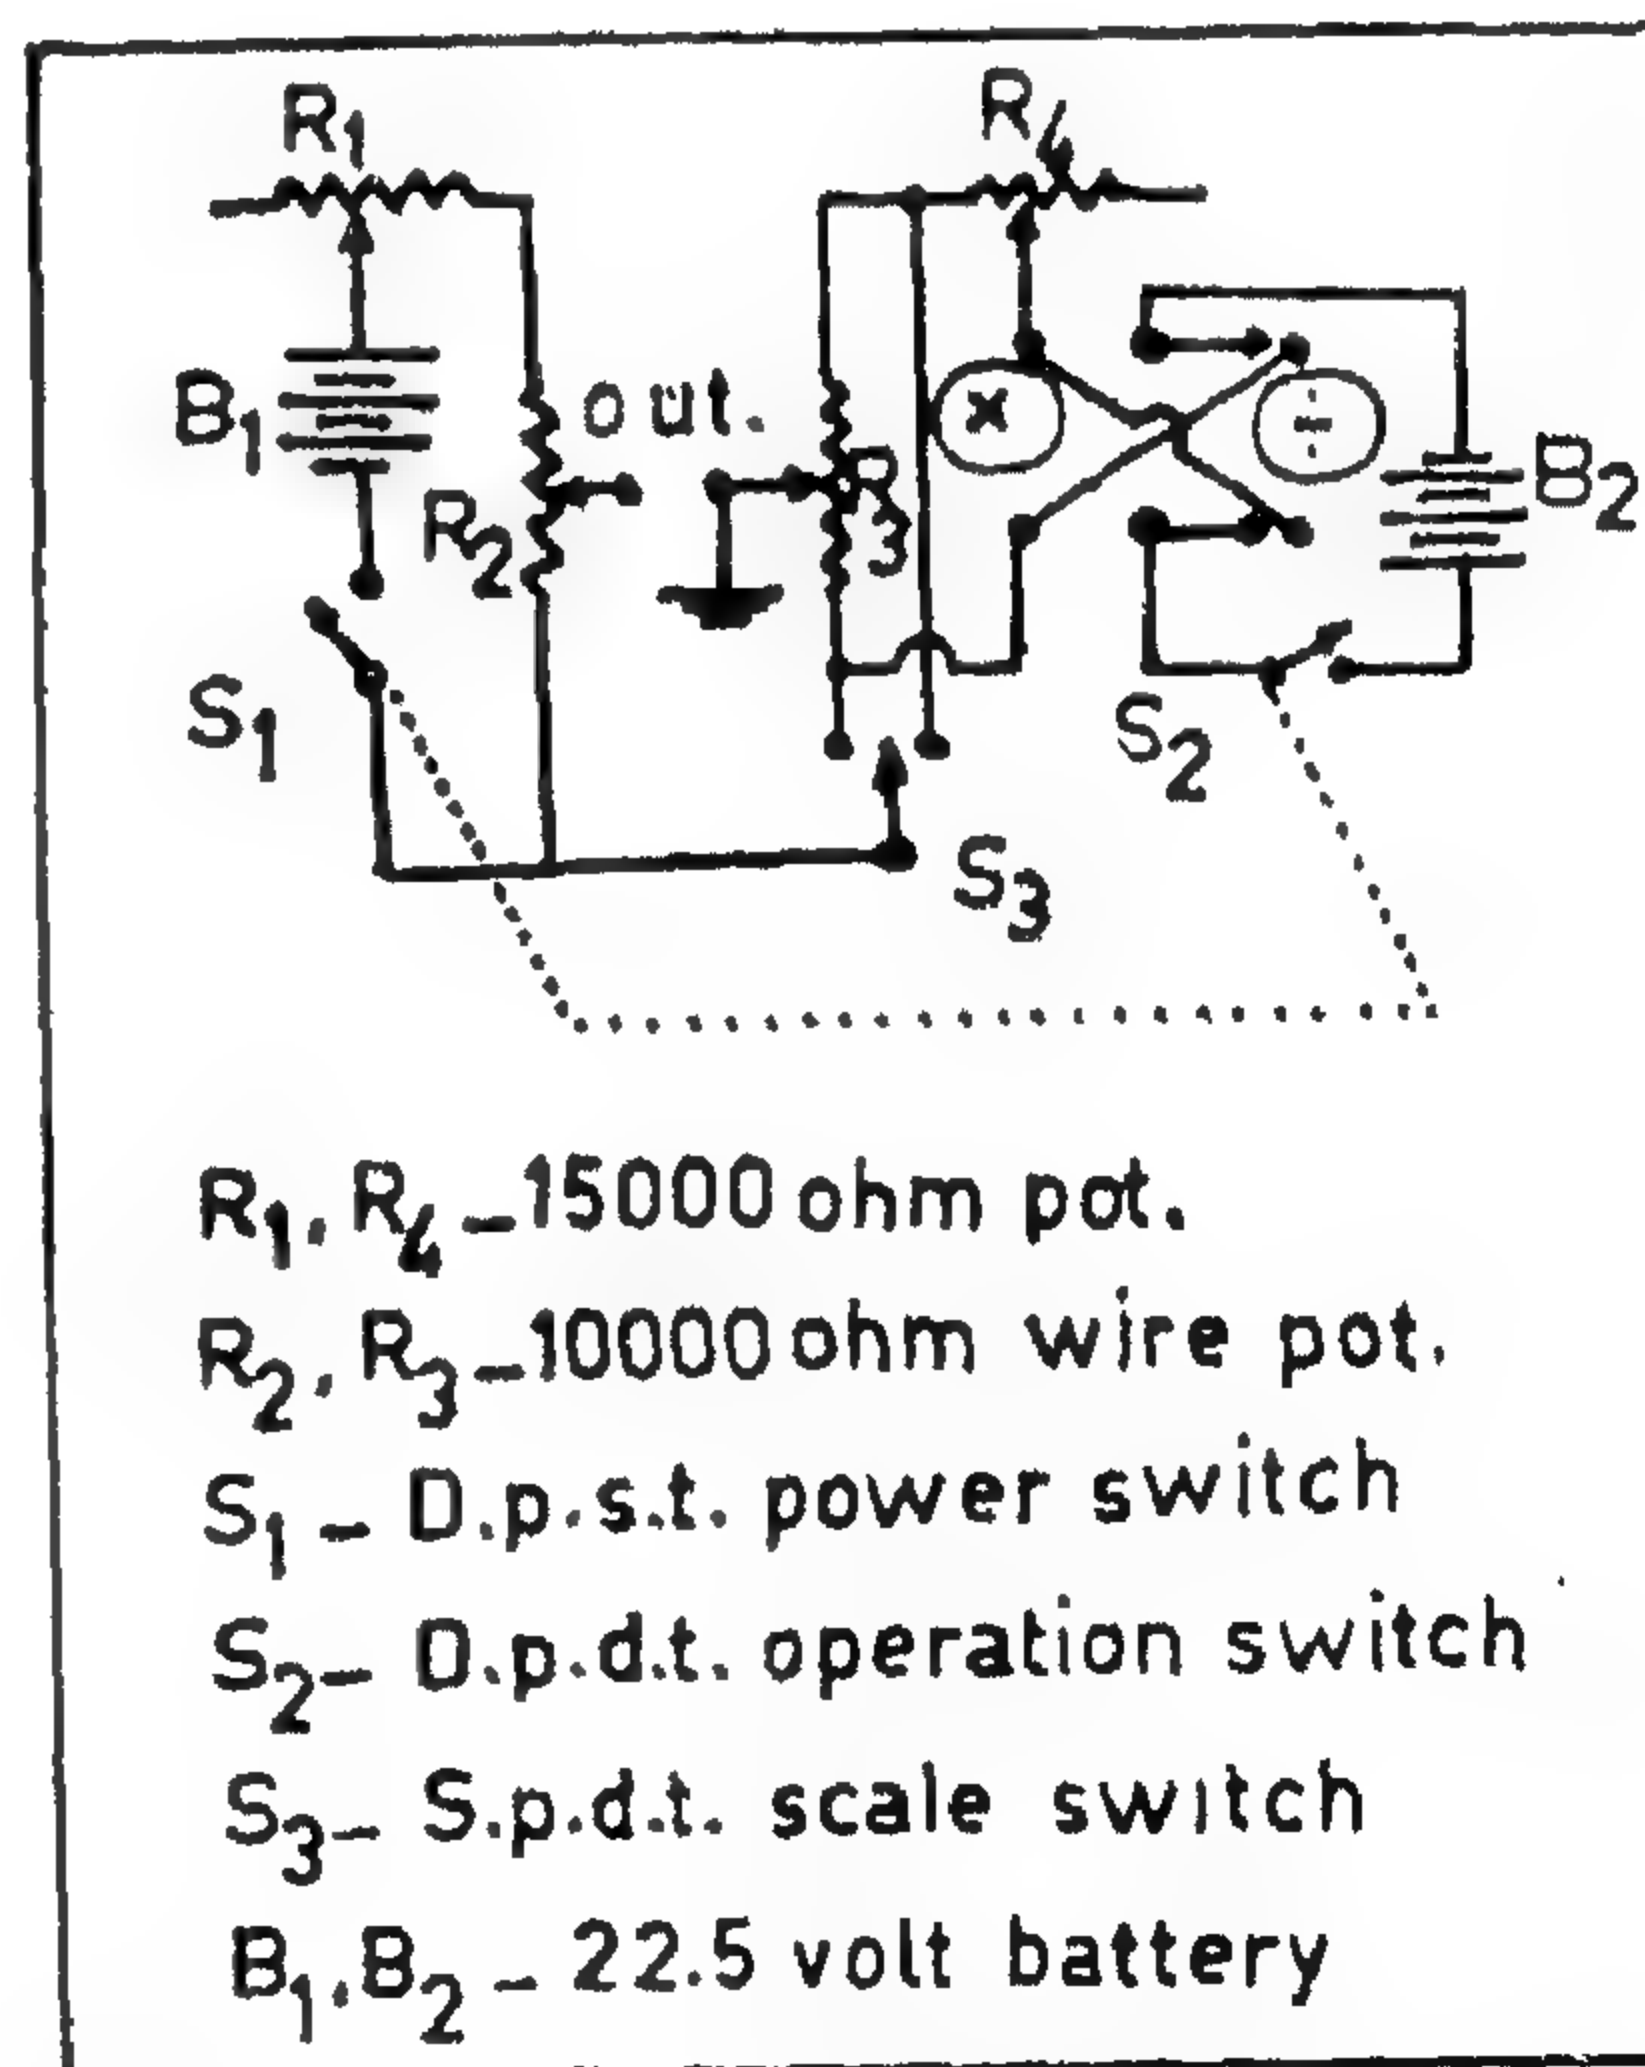 R1
R4
B1
out.
×
÷
B2
R2
R3
S1
S2
S3
R1, R4 – 15000 ohm pot.
R2, R3 – 10000 ohm wire pot.
S1 – D.p.s.t. power switch
S2 – D.p.d.t. operation switch
S3 – S.p.d.t. scale switch
B1, B2 – 22.5 volt battery